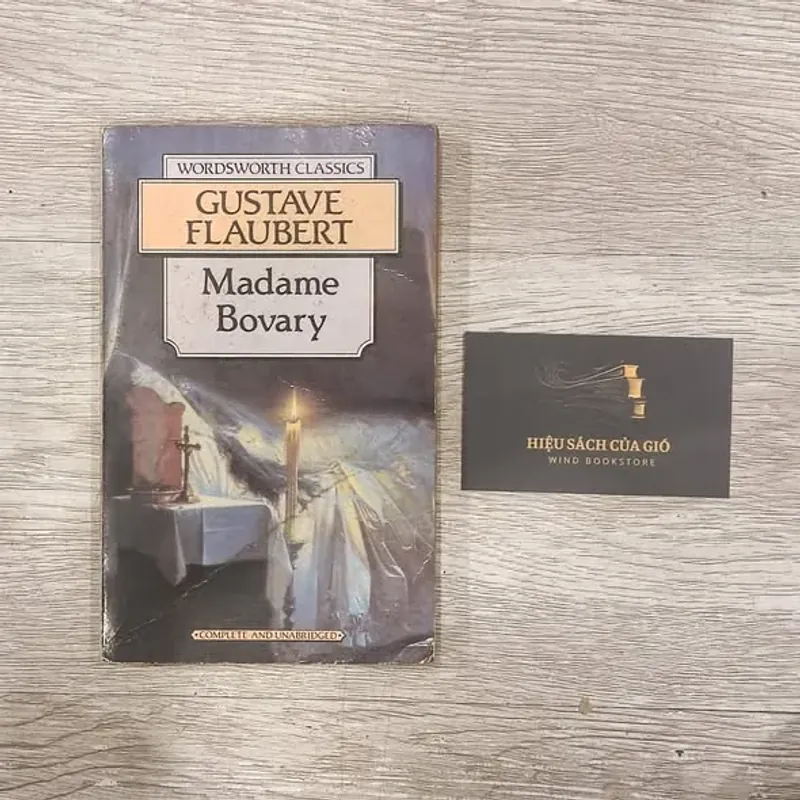 WORDSWORTH CLASSICS
GUSTAVE
FLAUBERT
Madame
Bovary
•COMPLETE AND UNABRIDGED•
HIỆU SÁCH CỦA GIÓ
WIND BOOKSTORE